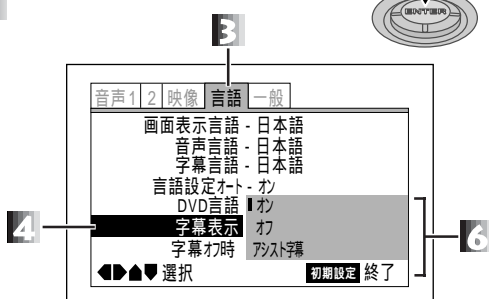 ENTER
3
音声1 2 映像 言語 一般
画面表示言語 - 日本語
音声言語 - 日本語
字幕言語 - 日本語
言語設定ｵｰﾄ - ｵﾝ
DVD言語 ｵﾝ
4 字幕表示 ｵﾌ 6
字幕ｵﾌ時 ｱｼｽﾄ字幕
選択 初期設定 終了